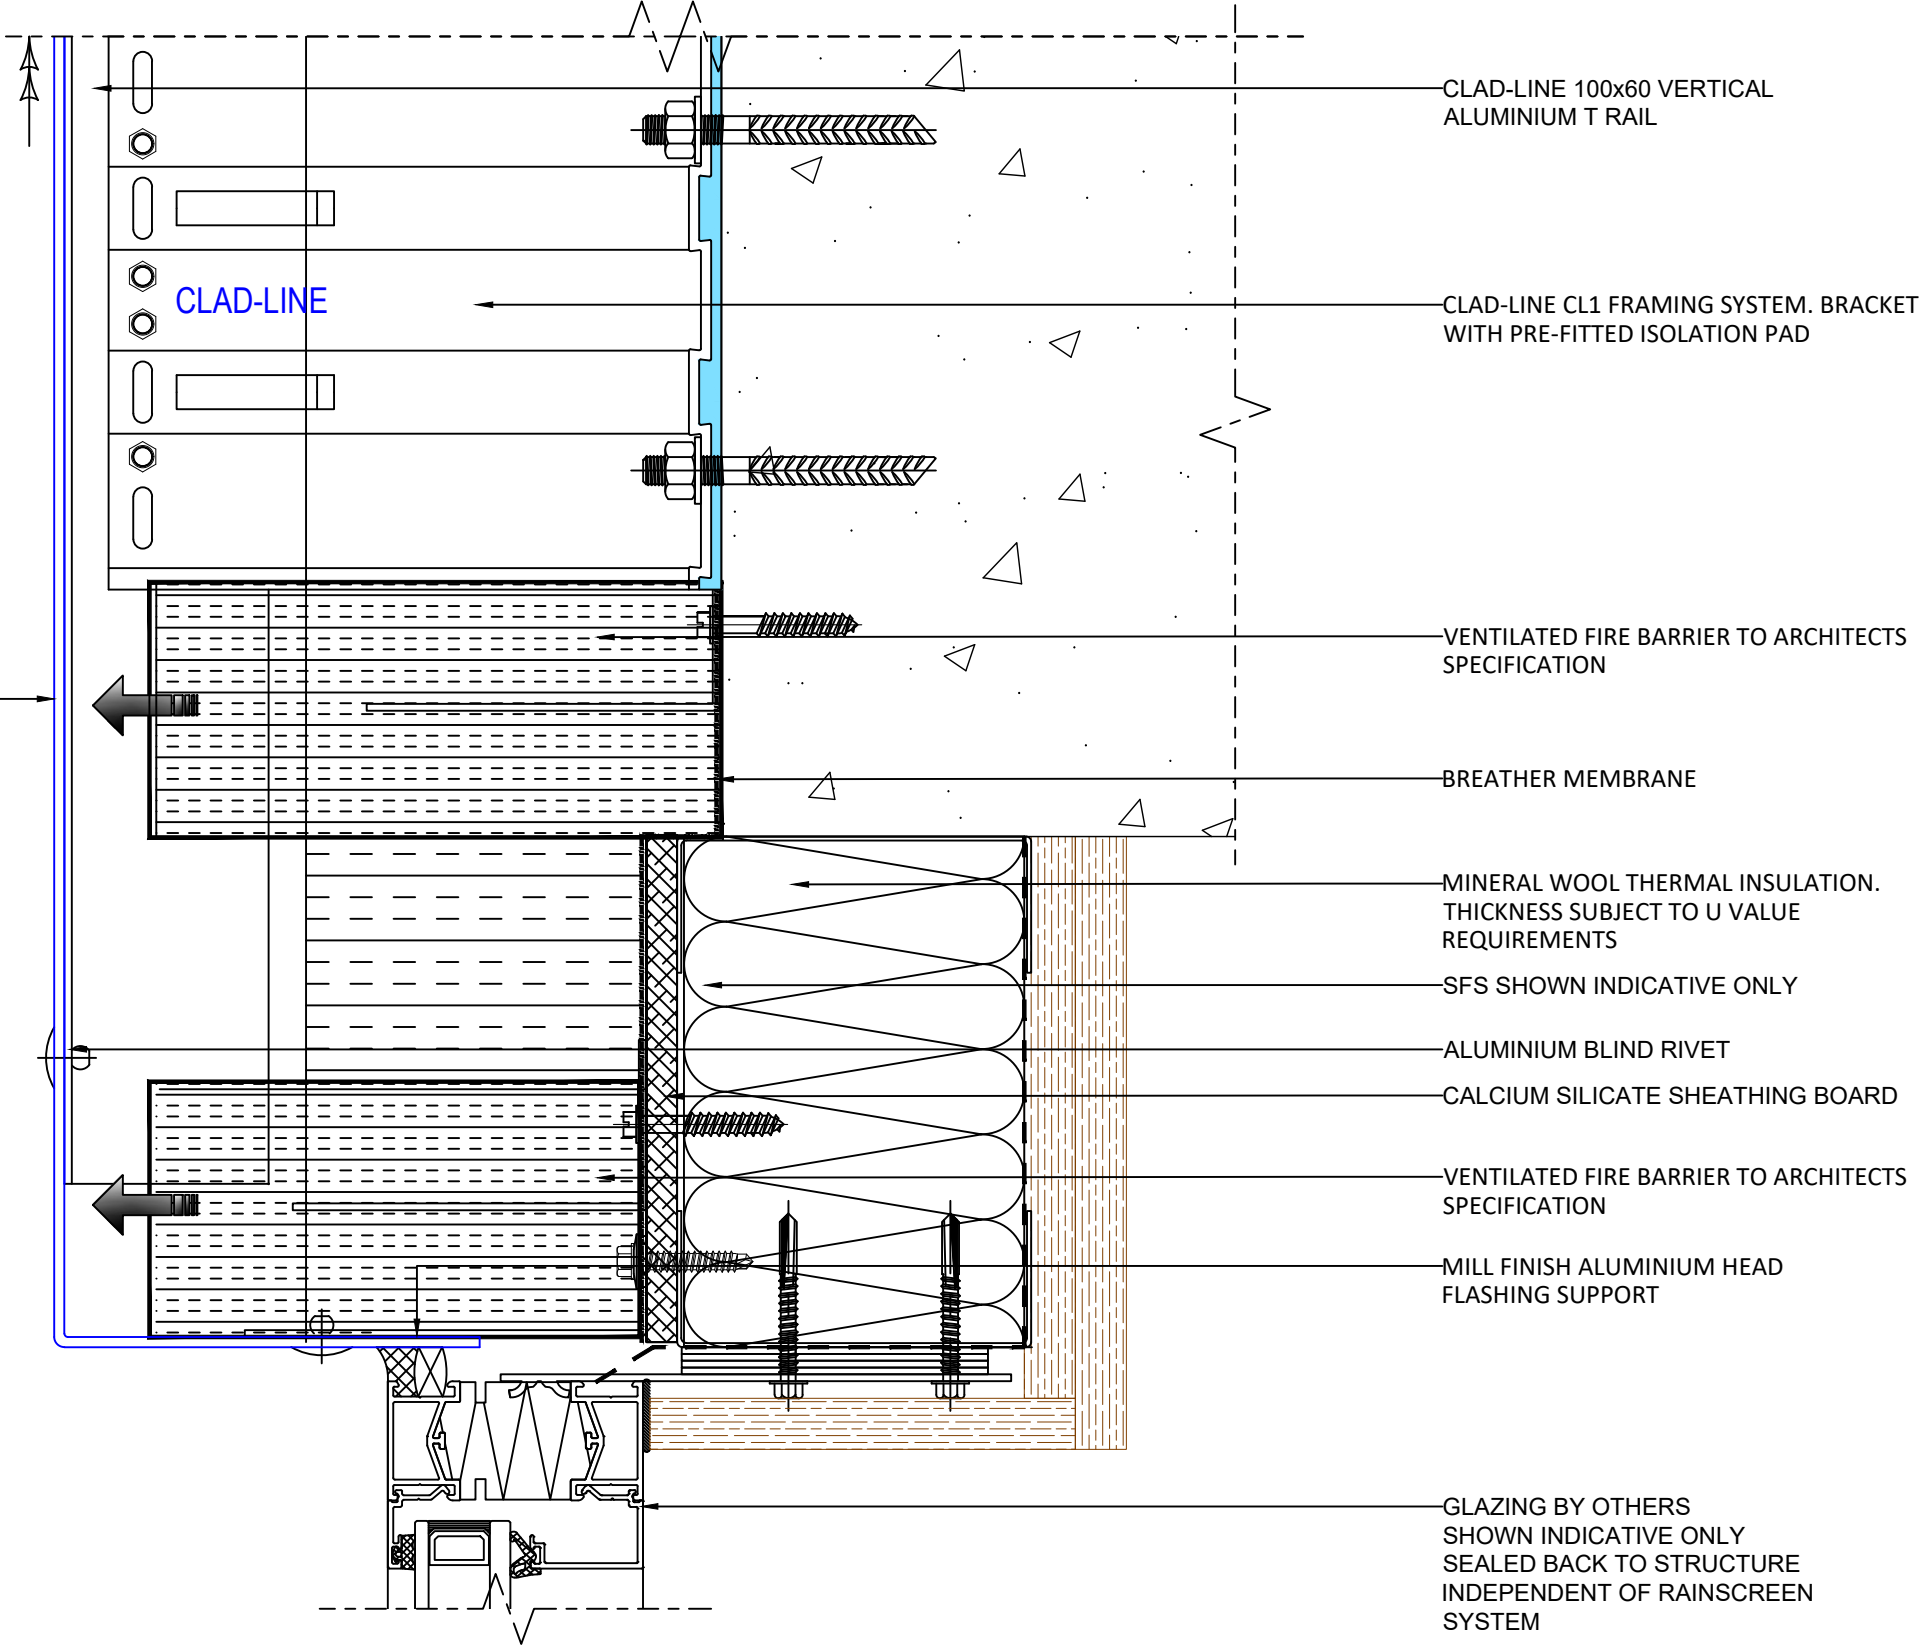 CLAD-LINE 100x60 VERTICAL
ALUMINIUM T RAIL
CLAD-LINE
CLAD-LINE CL1 FRAMING SYSTEM. BRACKET
WITH PRE-FITTED ISOLATION PAD
VENTILATED FIRE BARRIER TO ARCHITECTS
SPECIFICATION
BREATHER MEMBRANE
MINERAL WOOL THERMAL INSULATION.
THICKNESS SUBJECT TO U VALUE
REQUIREMENTS
SFS SHOWN INDICATIVE ONLY
ALUMINIUM BLIND RIVET
CALCIUM SILICATE SHEATHING BOARD
VENTILATED FIRE BARRIER TO ARCHITECTS
SPECIFICATION
MILL FINISH ALUMINIUM HEAD
FLASHING SUPPORT
GLAZING BY OTHERS
SHOWN INDICATIVE ONLY
SEALED BACK TO STRUCTURE
INDEPENDENT OF RAINSCREEN
SYSTEM